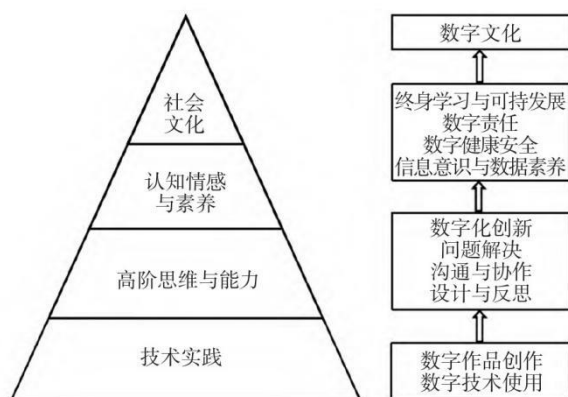 社会
文化
认知情感
与素养
高阶思维与能力
技术实践
数字文化
终身学习与可持发展
数字责任
数字健康安全
信息意识与数据素养
数字化创新
问题解决
沟通与协作
设计与反思
数字作品创作
数字技术使用